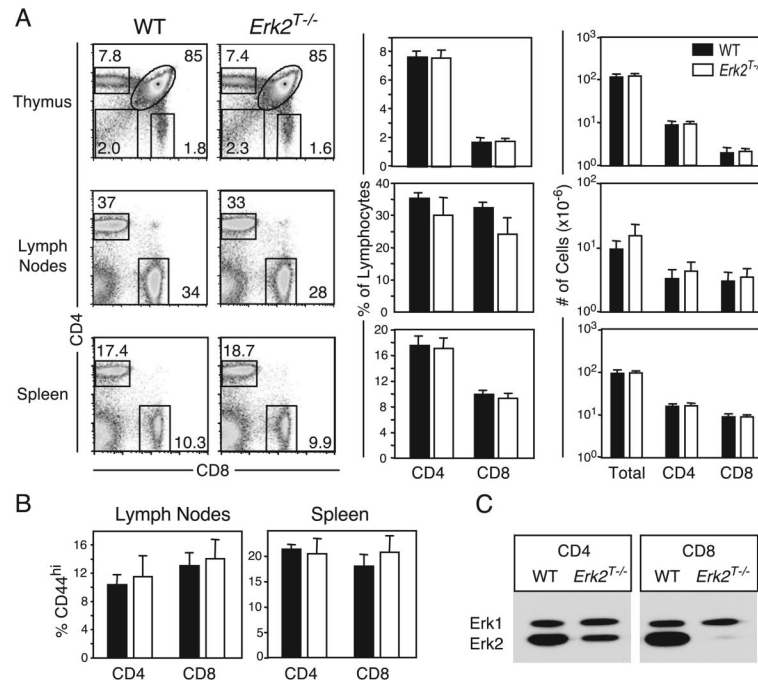 A
WT
Erk2T-/-
Thymus
7.8 85
2.0 1.8
7.4 85
2.3 1.6
Lymph
Nodes
37
34
33
28
Spleen
17.4
10.3
18.7
9.9
CD4
CD8
% of Lymphocytes
8
6
4
2
0
40
35
30
25
20
15
10
5
0
20
16
12
8
4
0
CD4 CD8
# of Cells (x10-6)
WT
Erk2T-/-
103
102
101
100
102
101
100
103
102
101
100
Total CD4 CD8
B
Lymph Nodes
Spleen
% CD44hi
16
12
8
4
0
20
15
10
5
0
CD4 CD8
CD4 CD8
C
CD4 CD8
WT Erk2T-/- WT Erk2T-/-
Erk1
Erk2